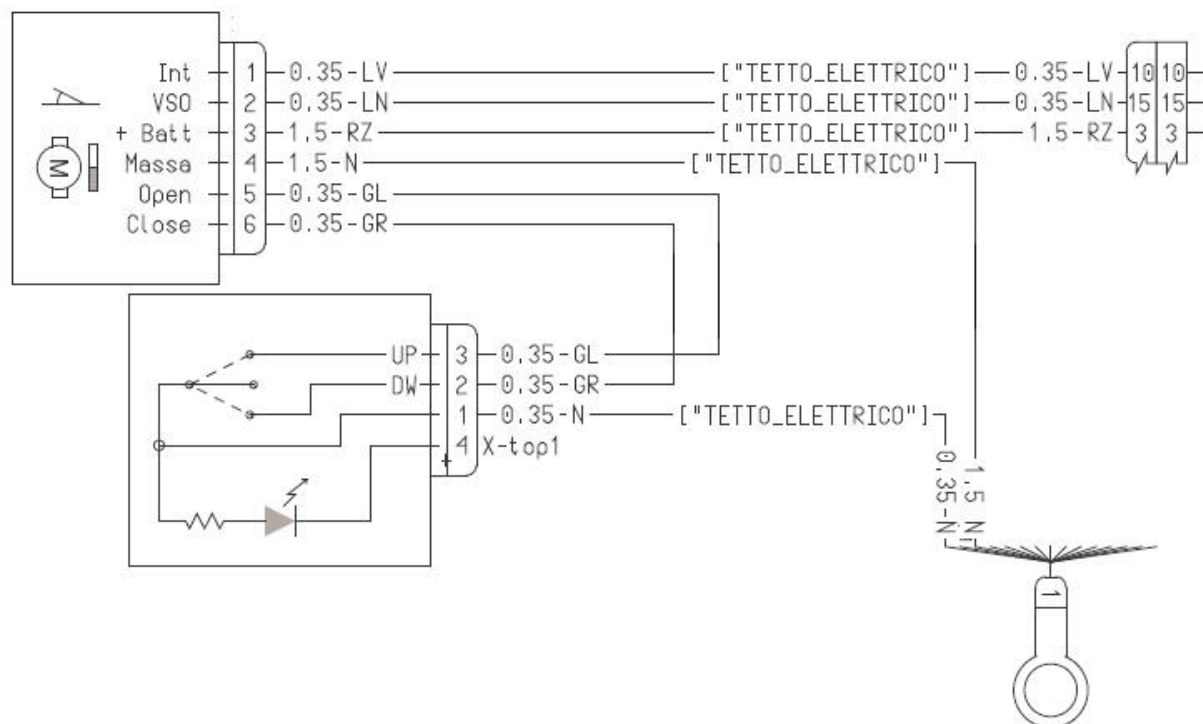 Int 1 0.35-LV ["TETTO_ELETTRICO"] 0.35-LV 10 10
VSO 2 0.35-LN ["TETTO_ELETTRICO"] 0.35-LN 15 15
+ Batt 3 1.5-RZ ["TETTO_ELETTRICO"] 1.5-RZ 3 3
Massa 4 1.5-N ["TETTO_ELETTRICO"]
Open 5 0.35-GL
Close 6 0.35-GR
M
UP 3 0.35-GL
DW 2 0.35-GR
1 0.35-N ["TETTO_ELETTRICO"]
4 X-top1
+
0.35-N
1.5 N
1